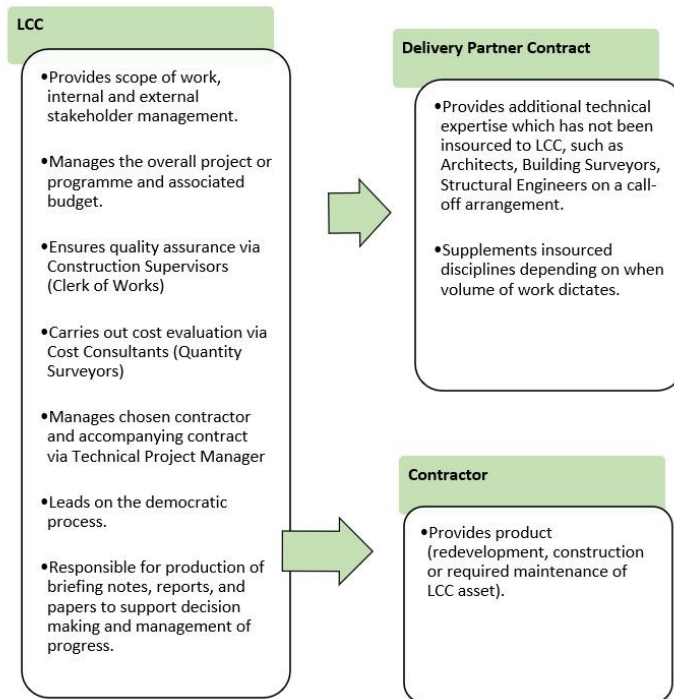 LCC
•Provides scope of work,
internal and external
stakeholder management.
•Manages the overall project or
programme and associated
budget.
•Ensures quality assurance via
Construction Supervisors
(Clerk of Works)
•Carries out cost evaluation via
Cost Consultants (Quantity
Surveyors)
•Manages chosen contractor
and accompanying contract
via Technical Project Manager
•Leads on the democratic
process.
•Responsible for production of
briefing notes, reports, and
papers to support decision
making and management of
progress.
Delivery Partner Contract
•Provides additional technical
expertise which has not been
insourced to LCC, such as
Architects, Building Surveyors,
Structural Engineers on a call-
off arrangement.
•Supplements insourced
disciplines depending on when
volume of work dictates.
Contractor
•Provides product
(redevelopment, construction
or required maintenance of
LCC asset).